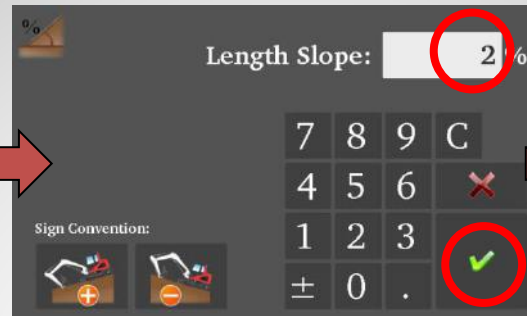 %
Length Slope: 2 %
7 8 9 C
4 5 6
Sign Convention:
1 2 3
± 0 .